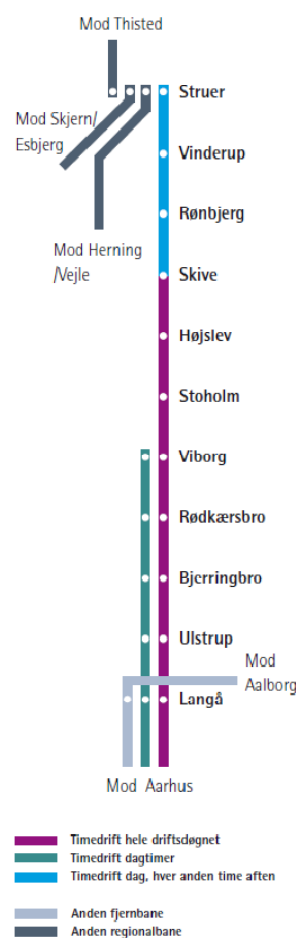 Mod Thisted
Struer
Mod Skjern/
Esbjerg
Vinderup
Rønbjerg
Mod Herning
/Vejle
Skive
Højslev
Stoholm
Viborg
Rødkærsbro
Bjerringbro
Ulstrup
Mod
Aalborg
Langå
Mod Aarhus
Timedrift hele driftsdøgnet
Timedrift dagtimer
Timedrift dag, hver anden time aften
Anden fjernbane
Anden regionalbane